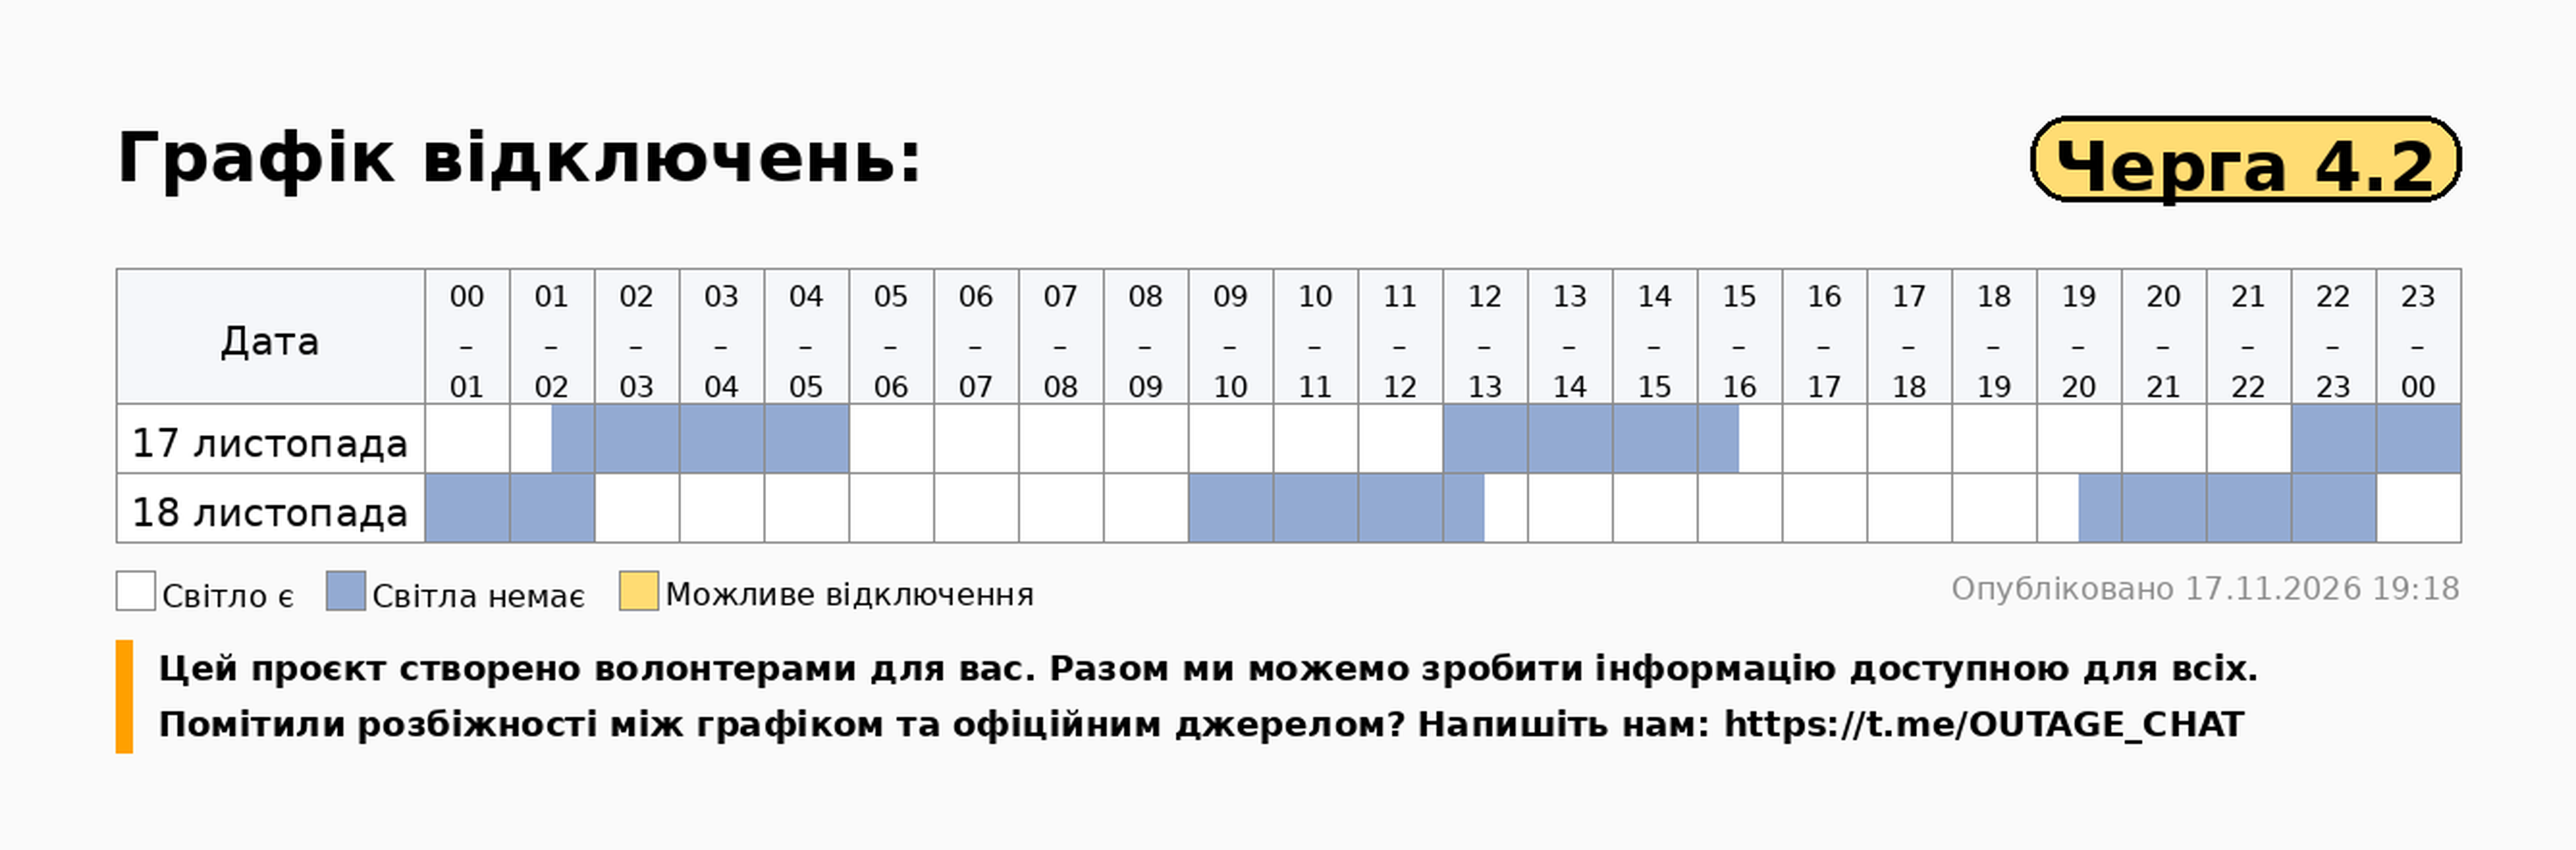 Графік відключень:
Черга 4.2
Дата
00 – 01
01 – 02
02 – 03
03 – 04
04 – 05
05 – 06
06 – 07
07 – 08
08 – 09
09 – 10
10 – 11
11 – 12
12 – 13
13 – 14
14 – 15
15 – 16
16 – 17
17 – 18
18 – 19
19 – 20
20 – 21
21 – 22
22 – 23
23 – 00
17 листопада
18 листопада
Світло є
Світла немає
Можливе відключення
Опубліковано 17.11.2026 19:18
Цей проєкт створено волонтерами для вас. Разом ми можемо зробити інформацію доступною для всіх.
Помітили розбіжності між графіком та офіційним джерелом? Напишіть нам: https://t.me/OUTAGE_CHAT